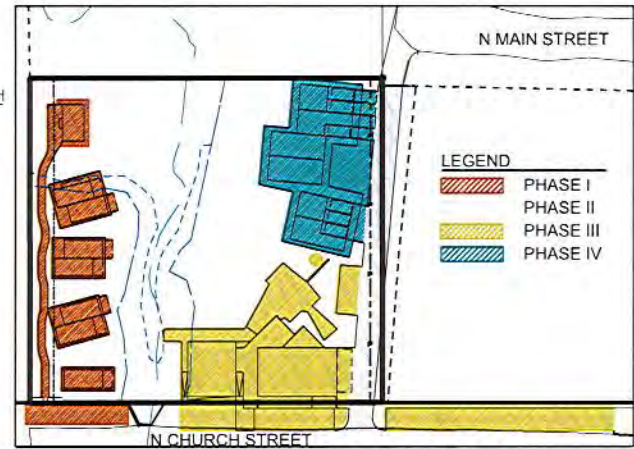 N MAIN STREET
LEGEND
PHASE I
PHASE II
PHASE III
PHASE IV
N CHURCH STREET